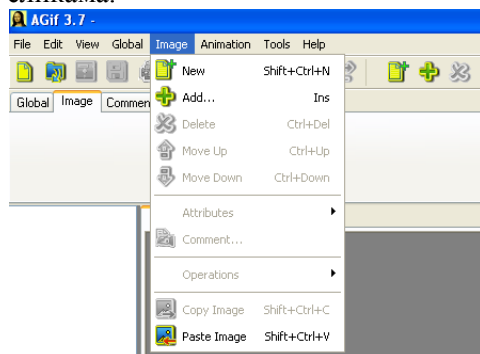 сликама.
AGif 3.7 -
File Edit View Global Image Animation Tools Help
New Shift+Ctrl+N
Global Image Commen
Add... Ins
Delete Ctrl+Del
Move Up Ctrl+Up
Move Down Ctrl+Down
Attributes
Comment...
Operations
Copy Image Shift+Ctrl+C
Paste Image Shift+Ctrl+V